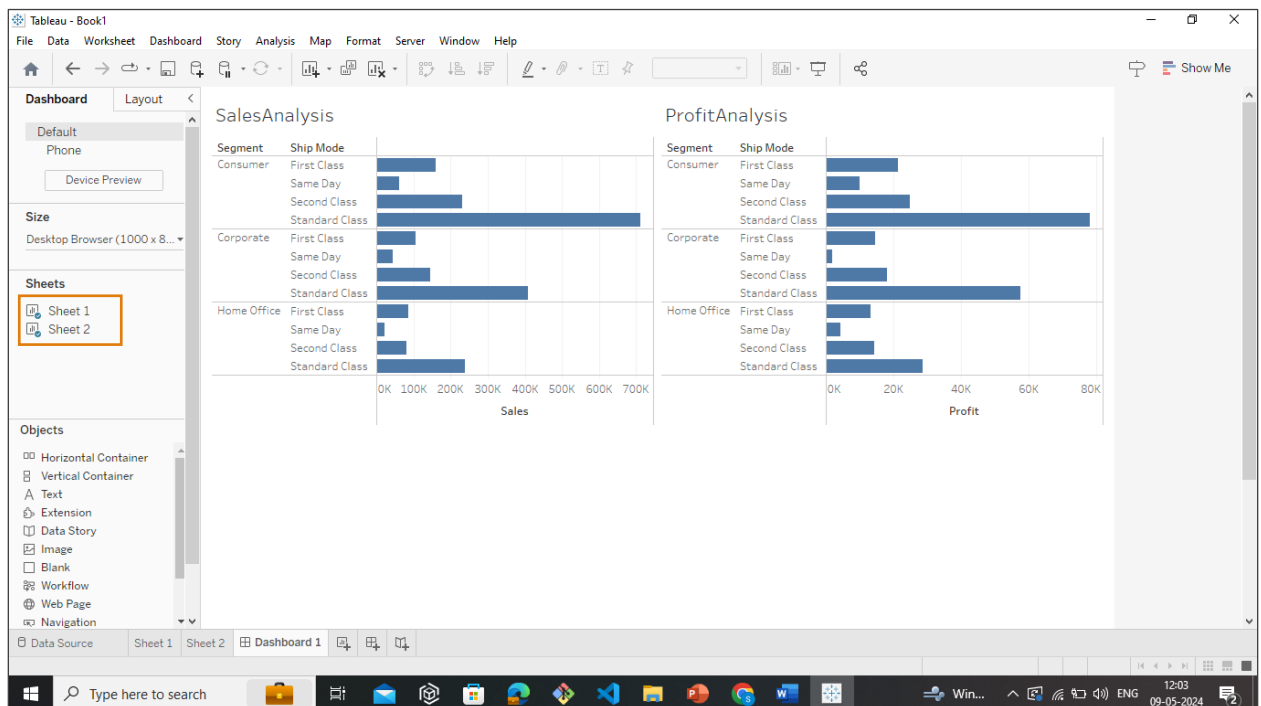 Tableau - Book1
File Data Worksheet Dashboard Story Analysis Map Format Server Window Help
Show Me
Dashboard Layout
Default
Phone
Device Preview
Size
Desktop Browser (1000 x 8...
Sheets
Sheet 1
Sheet 2
Objects
Horizontal Container
Vertical Container
A Text
Extension
Data Story
Image
Blank
Workflow
Web Page
Navigation
SalesAnalysis
Segment Ship Mode
Consumer First Class
Same Day
Second Class
Standard Class
Corporate First Class
Same Day
Second Class
Standard Class
Home Office First Class
Same Day
Second Class
Standard Class
0K 100K 200K 300K 400K 500K 600K 700K
Sales
ProfitAnalysis
Segment Ship Mode
Consumer First Class
Same Day
Second Class
Standard Class
Corporate First Class
Same Day
Second Class
Standard Class
Home Office First Class
Same Day
Second Class
Standard Class
0K 20K 40K 60K 80K
Profit
Data Source Sheet 1 Sheet 2 Dashboard 1
Type here to search
Win... ENG
12:03
09-05-2024
2